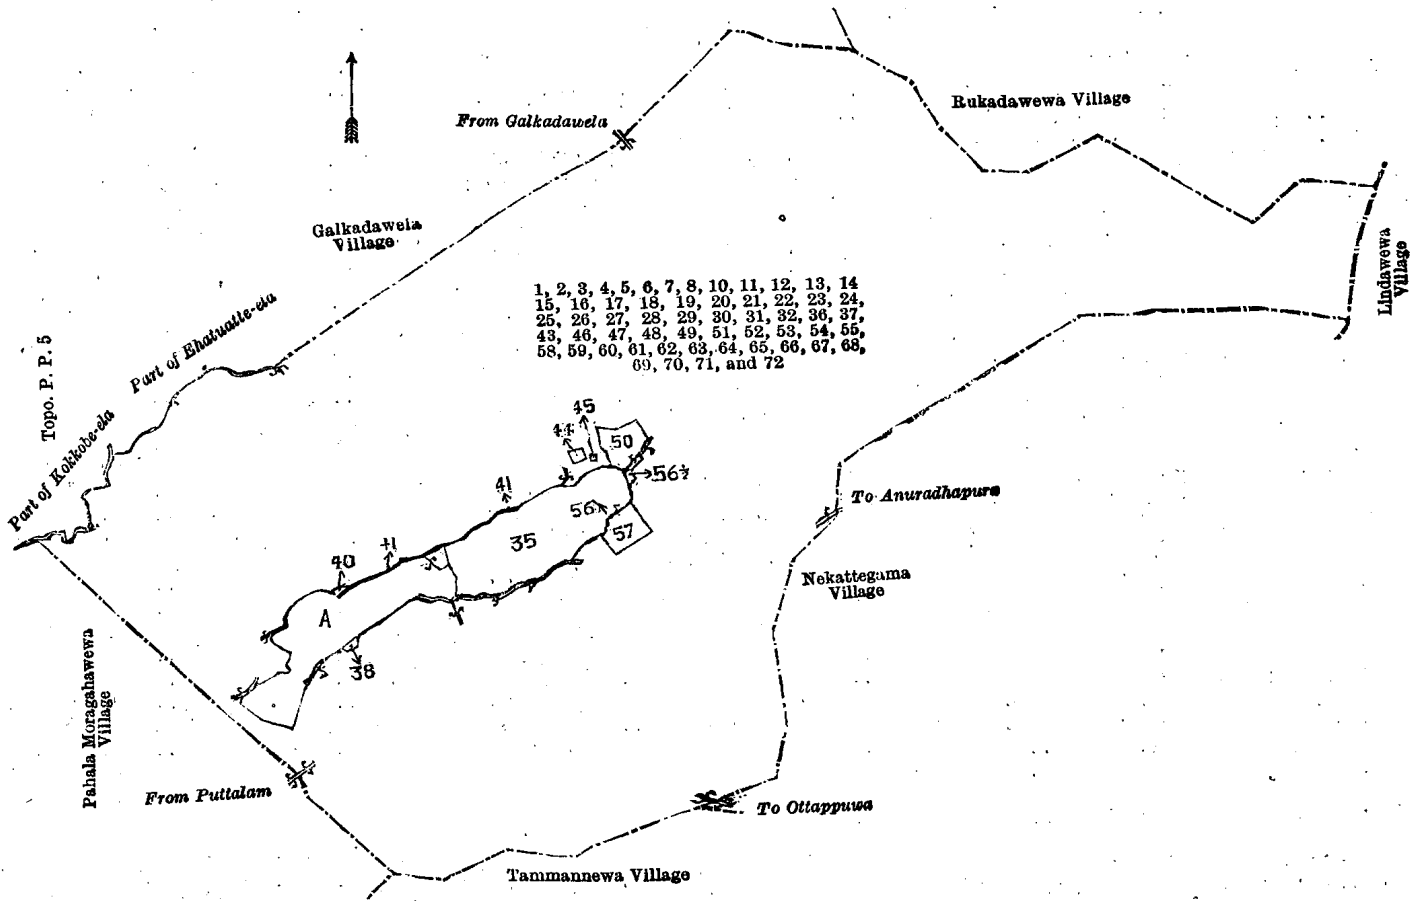 Rukadawewa Village
From Galkadawela
Galkadawela
Village
Lindawewa
Village
1, 2, 3, 4, 5, 6, 7, 8, 10, 11, 12, 13, 14
15, 16, 17, 18, 19, 20, 21, 22, 23, 24,
25, 26, 27, 28, 29, 30, 31, 32, 36, 37,
43, 46, 47, 48, 49, 51, 52, 53, 54, 55,
58, 59, 60, 61, 62, 63, 64, 65, 66, 67, 68,
69, 70, 71, and 72
Part of Ehatuatte-ela
Topo. P. P. 5
Part of Kokkobe-ela
45
44
50
56½
41
56
57
35
41
40
A
38
To Anuradhapura
Nekattegama
Village
Pahala Moragahawewa
Village
From Puttalam
To Ottappuwa
Tammannewa Village